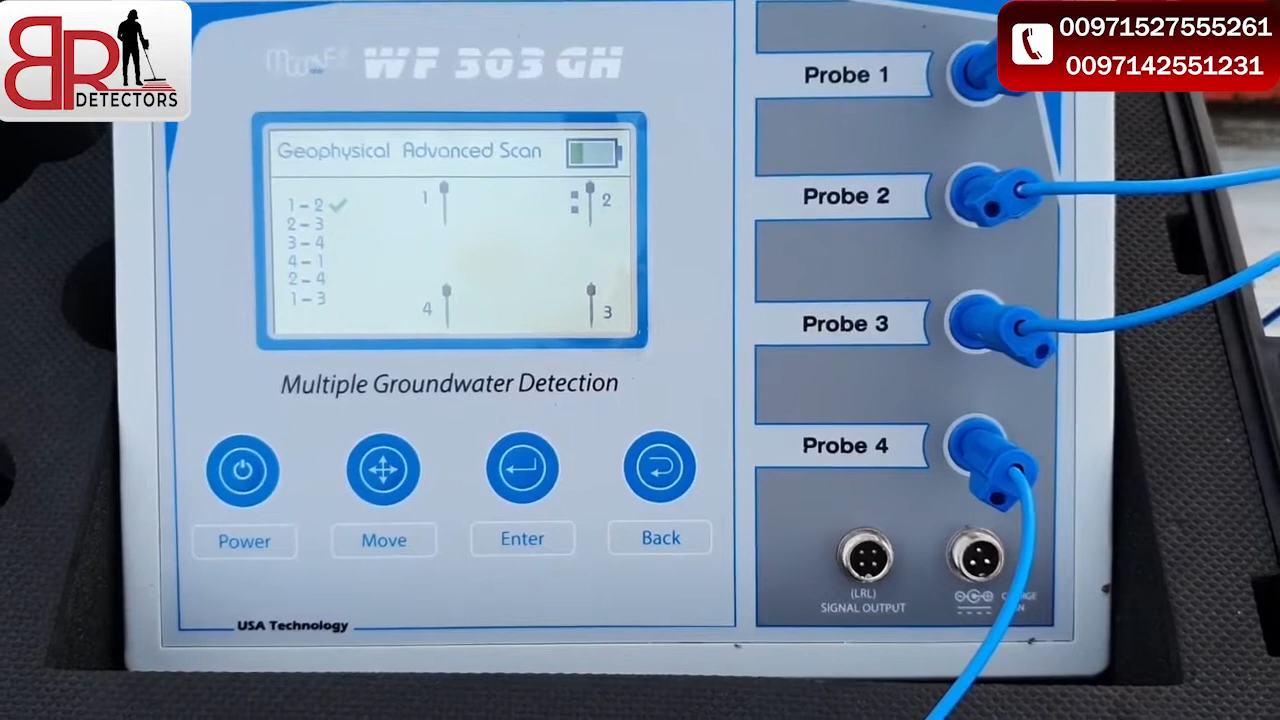 BR
DETECTORS
00971527555261
0097142551231
WF 303 GH
Geophysical Advanced Scan
1-2
2-3
3-4
4-1
2-4
1-3
1
2
4
3
Multiple Groundwater Detection
Power
Move
Enter
Back
USA Technology
Probe 1
Probe 2
Probe 3
Probe 4
(LRL)
SIGNAL OUTPUT